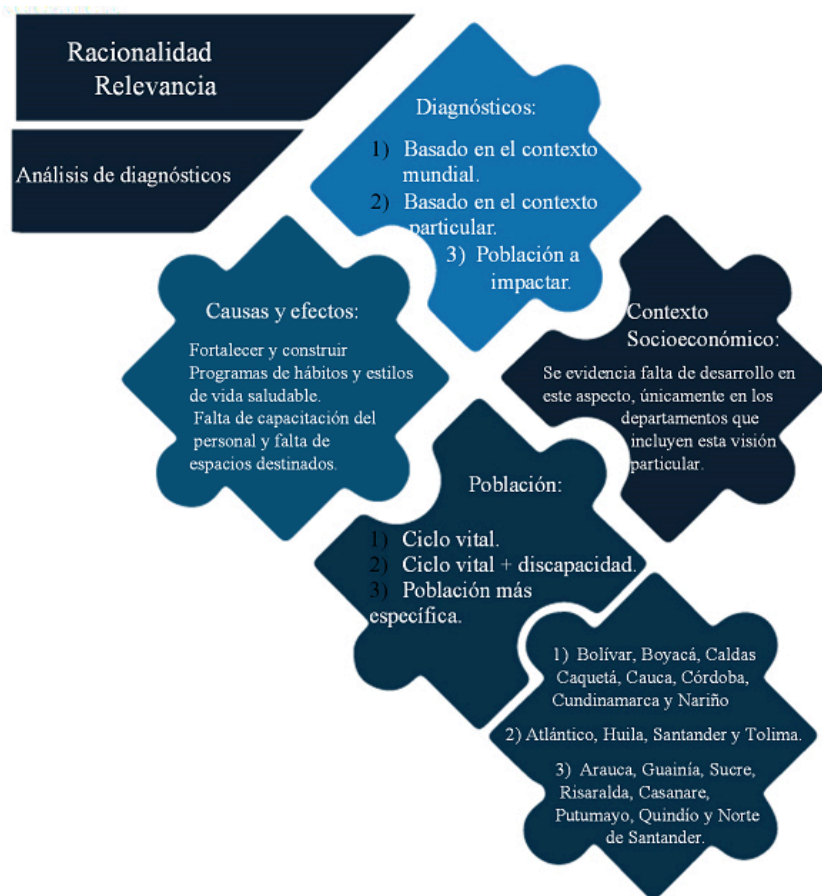 Racionalidad
Relevancia
Análisis de diagnósticos
Diagnósticos:
1) Basado en el contexto
mundial.
2) Basado en el contexto
particular.
3) Población a
impactar.
Causas y efectos:
Fortalecer y construir
Programas de hábitos y estilos
de vida saludable.
Falta de capacitación del
personal y falta de
espacios destinados.
Contexto
Socioeconómico:
Se evidencia falta de desarrollo en
este aspecto, únicamente en los
departamentos que
incluyen esta visión
particular.
Población:
1) Ciclo vital.
2) Ciclo vital + discapacidad.
3) Población más
específica.
1) Bolívar, Boyacá, Caldas
Caquetá, Cauca, Córdoba,
Cundinamarca y Nariño
2) Atlántico, Huila, Santander y Tolima.
3) Arauca, Guainía, Sucre,
Risaralda, Casanare,
Putumayo, Quindío y Norte
de Santander.